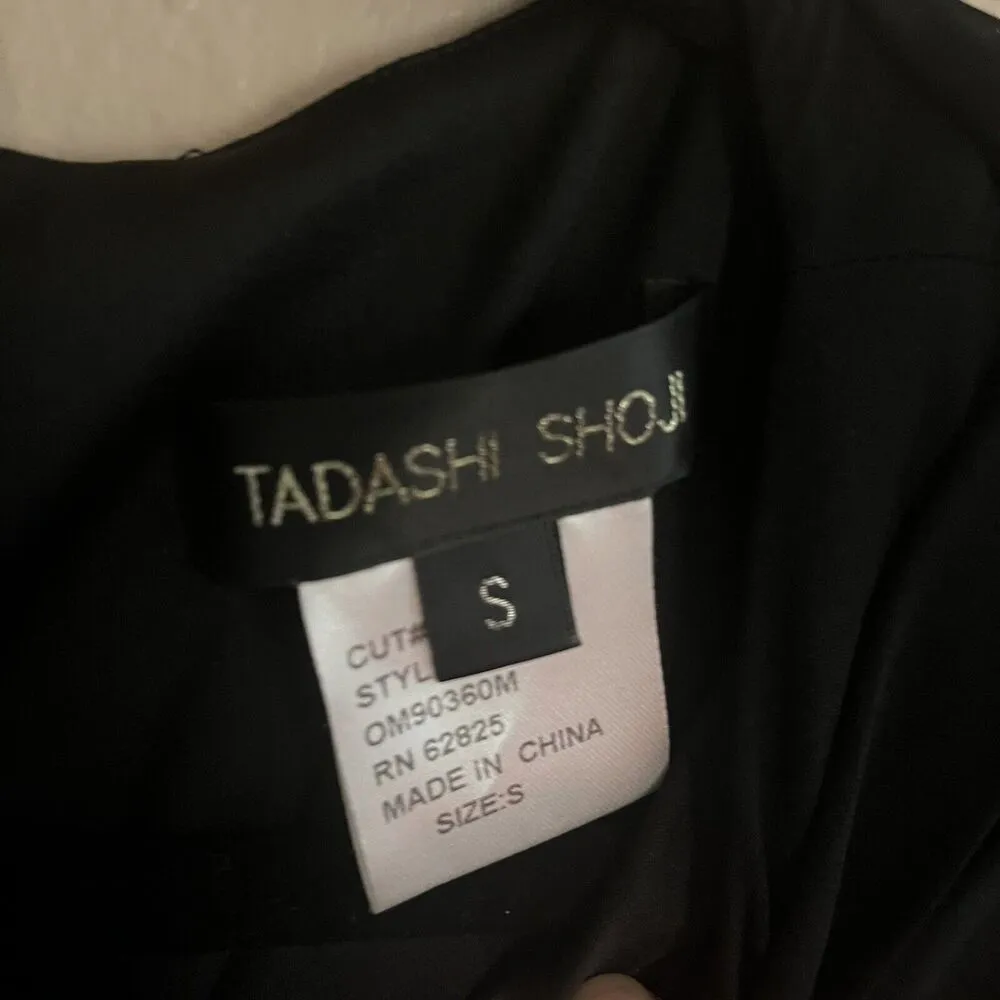 TADASHI SHOJI
S
CUT#
STYL
OM90360M
RN 62825
MADE IN CHINA
SIZE:S